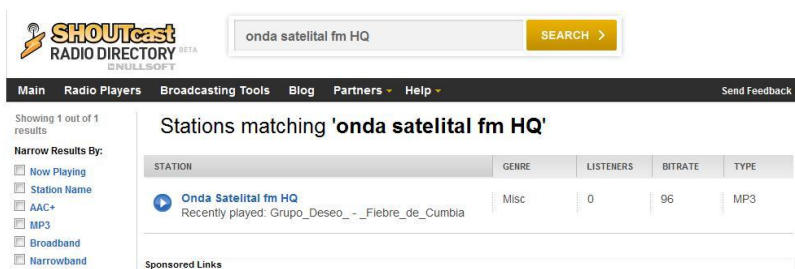 SHOUTcast
RADIO DIRECTORY BETA
NULLSOFT
onda satelital fm HQ
SEARCH >
Main Radio Players Broadcasting Tools Blog Partners Help Send Feedback
Showing 1 out of 1
results
Narrow Results By:
Now Playing
Station Name
AAC+
MP3
Broadband
Narrowband
Stations matching 'onda satelital fm HQ'
STATION GENRE LISTENERS BITRATE TYPE
Onda Satelital fm HQ Misc 0 96 MP3
Recently played: Grupo_Deseo_ - _Fiebre_de_Cumbia
Sponsored Links